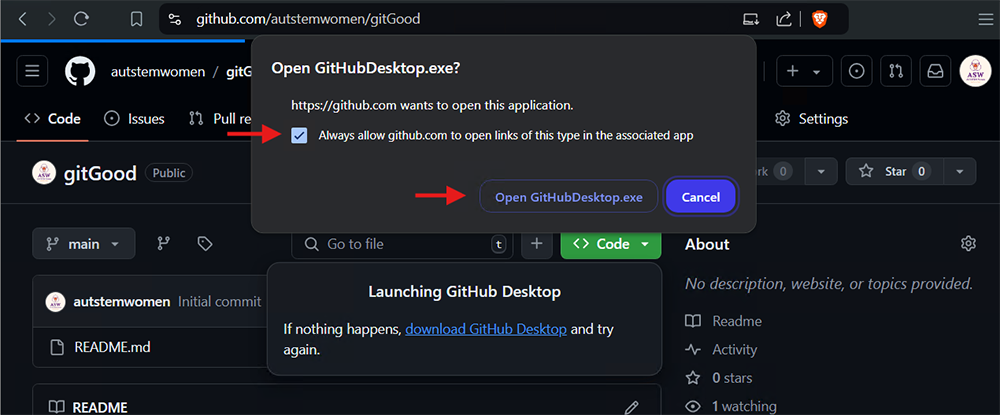 github.com/autstemwomen/gitGood
Open GitHubDesktop.exe?
https://github.com wants to open this application.
Always allow github.com to open links of this type in the associated app
Open GitHubDesktop.exe
Cancel
autstemwomen /
ASW
Code
Issues
Pull
Settings
gitGood
Public
0
Star 0
main
Go to file
t
Code
About
autstemwomen Initial commit
Launching GitHub Desktop
If nothing happens, download GitHub Desktop and try
again.
No description, website, or topics provided.
README.md
Readme
Activity
0 stars
1 watching
README